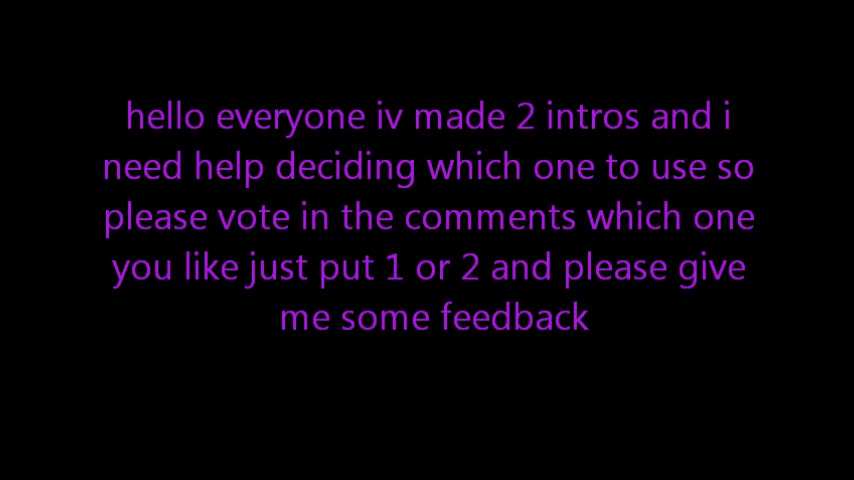 hello everyone iv made 2 intros and i
need help deciding which one to use so
please vote in the comments which one
you like just put 1 or 2 and please give
me some feedback